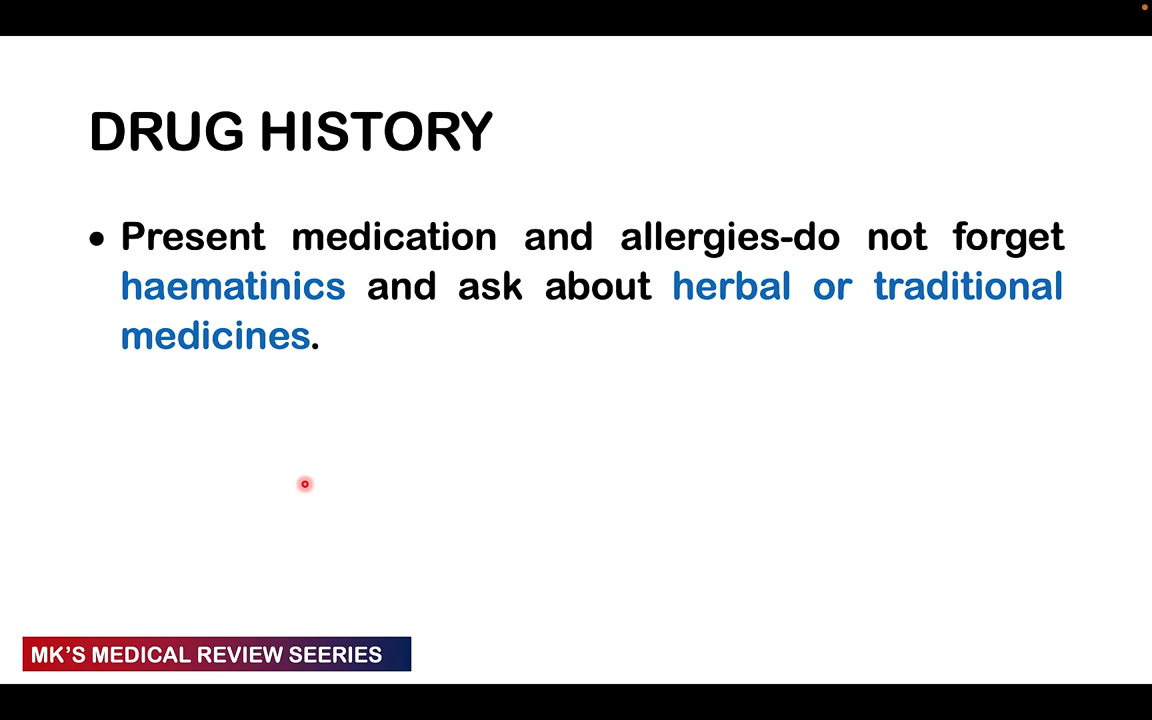 DRUG HISTORY
• Present medication and allergies-do not forget
haematinics and ask about herbal or traditional
medicines.
MK'S MEDICAL REVIEW SEERIES